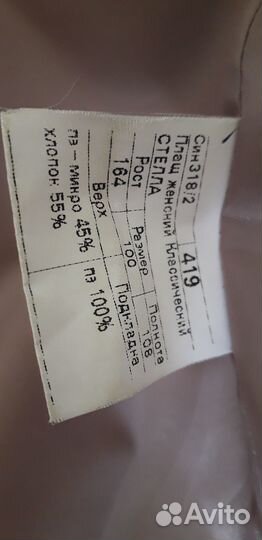 Син318/2 419
Плащ женский Классический
СТЕЛЛА
Рост Размер Полнота
164 100 108
Верх Подкладка
пэ-микро 45% пэ 100%
хлопок 55%
Avito